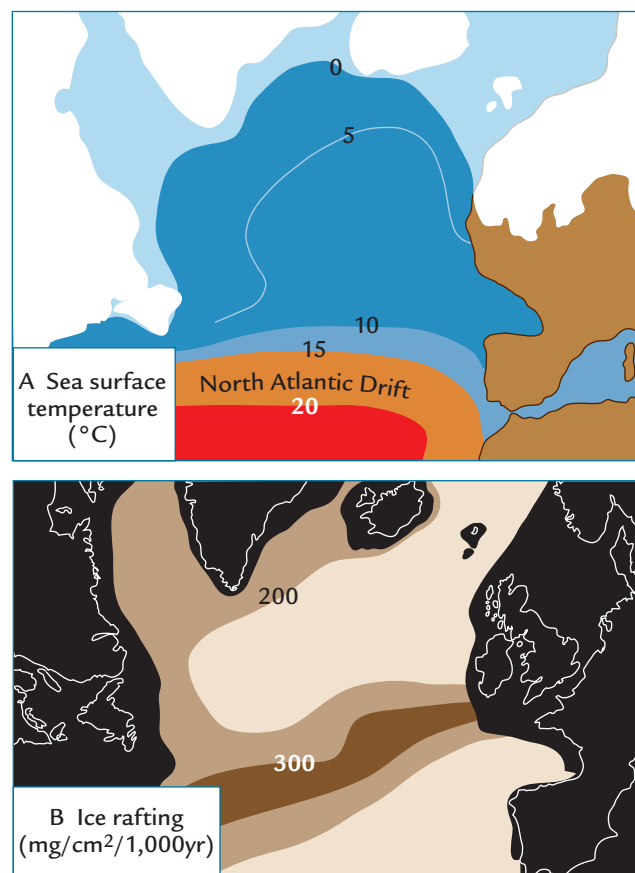 0
5
10
15
North Atlantic Drift
20
A Sea surface
temperature
(°C)
200
300
B Ice rafting
(mg/cm²/1,000yr)